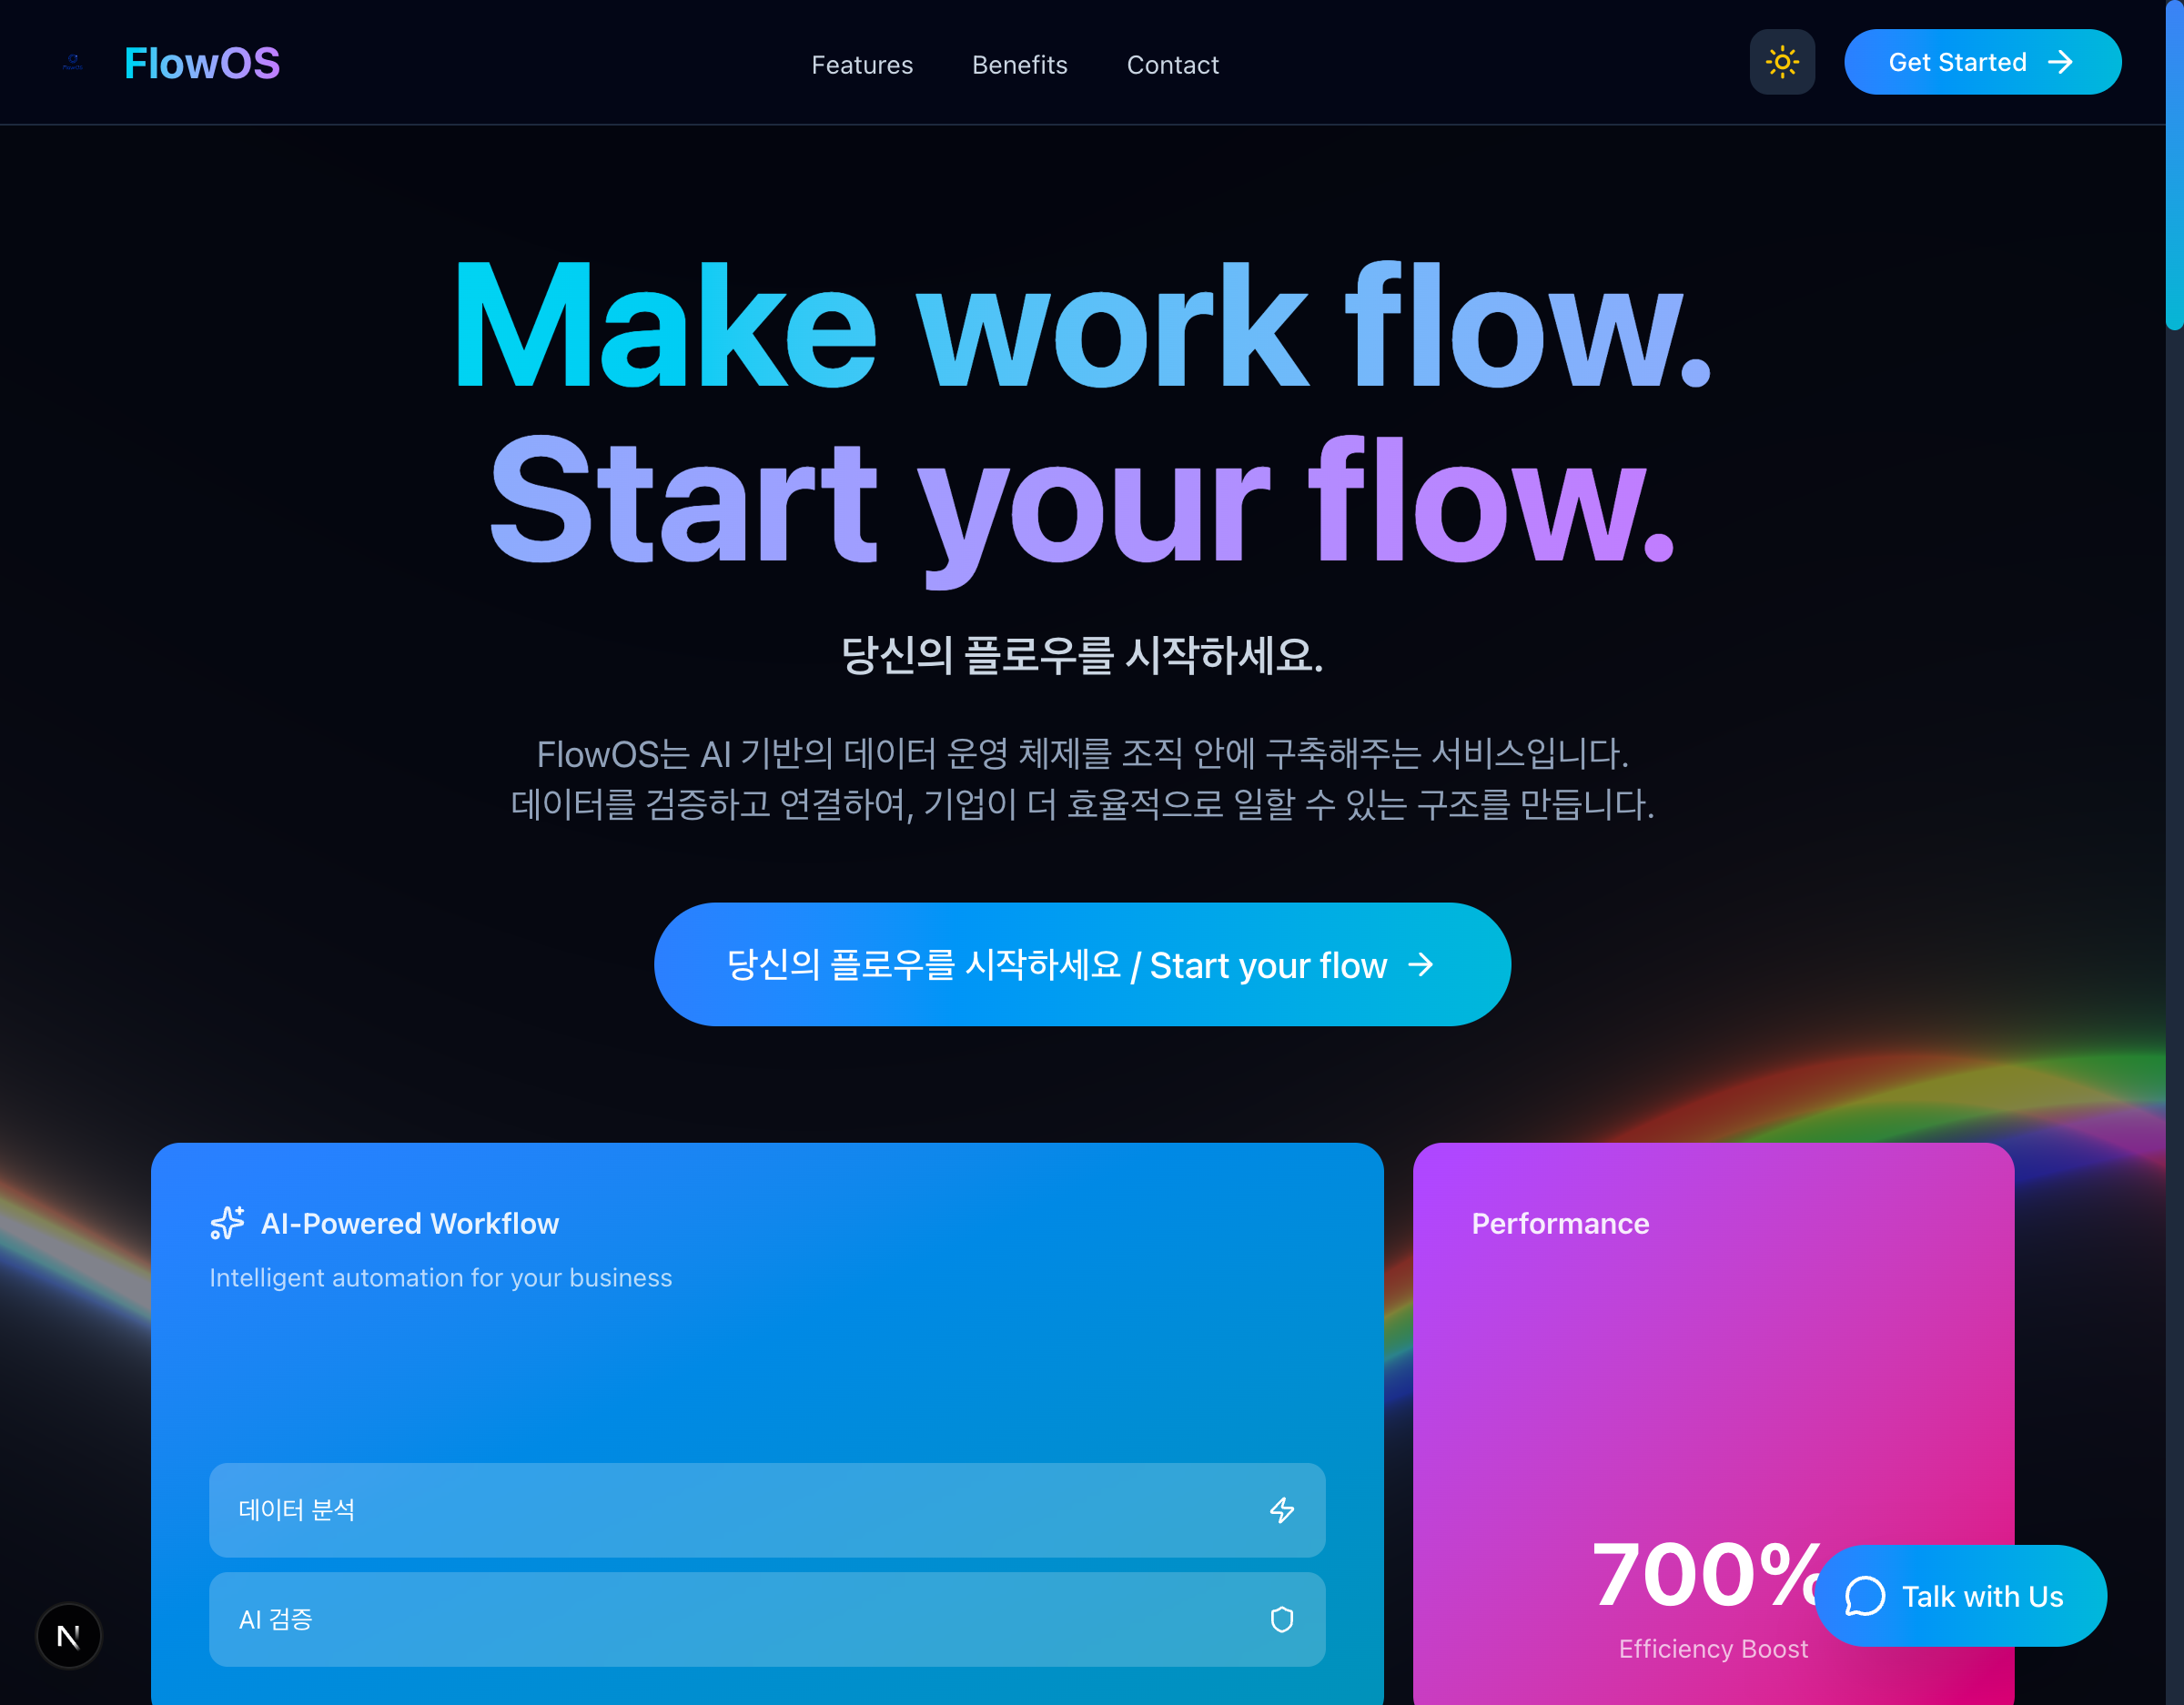 FlowOS
Features
Benefits
Contact
Get Started
Make work flow.
Start your flow.
당신의 플로우를 시작하세요.
FlowOS는 AI 기반의 데이터 운영 체제를 조직 안에 구축해주는 서비스입니다.
데이터를 검증하고 연결하여, 기업이 더 효율적으로 일할 수 있는 구조를 만듭니다.
당신의 플로우를 시작하세요 / Start your flow
AI-Powered Workflow
Intelligent automation for your business
데이터 분석
AI 검증
Performance
700%
Efficiency Boost
Talk with Us
N